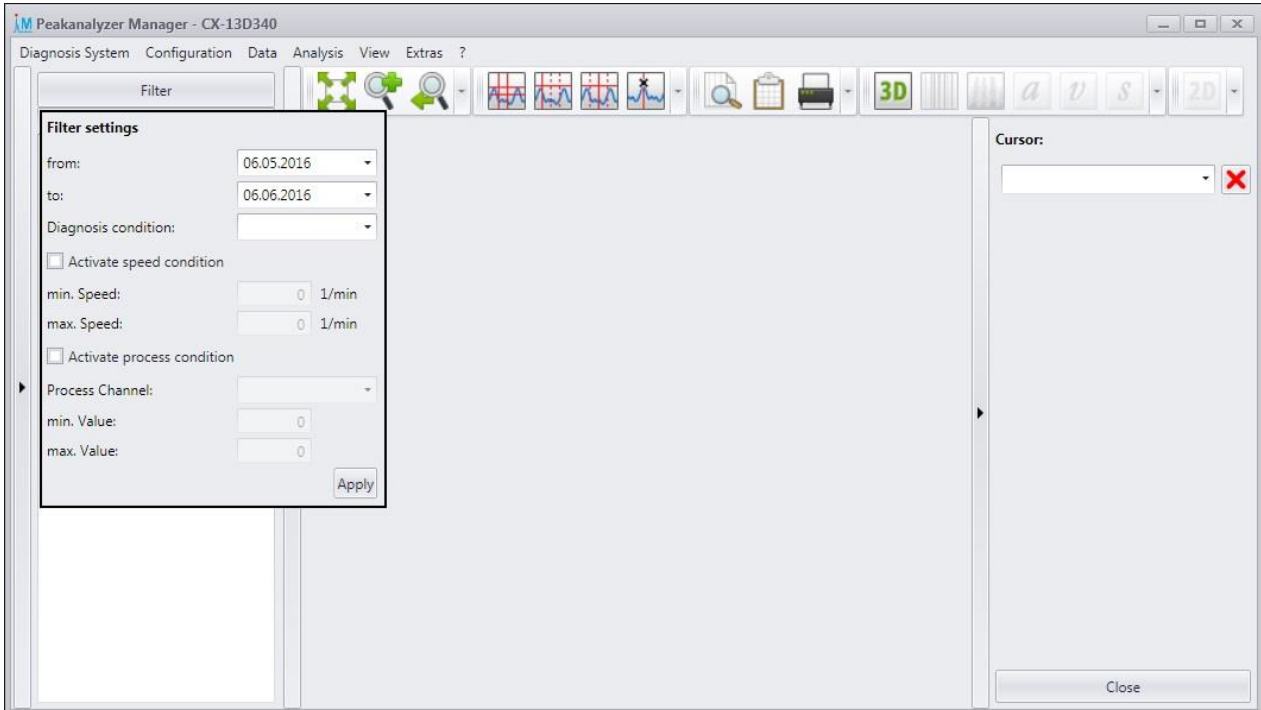 Peakanalyzer Manager - CX-13D340
Diagnosis System Configuration Data Analysis View Extras ?
Filter
3D a v s 2D
Filter settings
from: 06.05.2016
to: 06.06.2016
Diagnosis condition:
Activate speed condition
min. Speed: 0 1/min
max. Speed: 0 1/min
Activate process condition
Process Channel:
min. Value: 0
max. Value: 0
Apply
Cursor:
Close